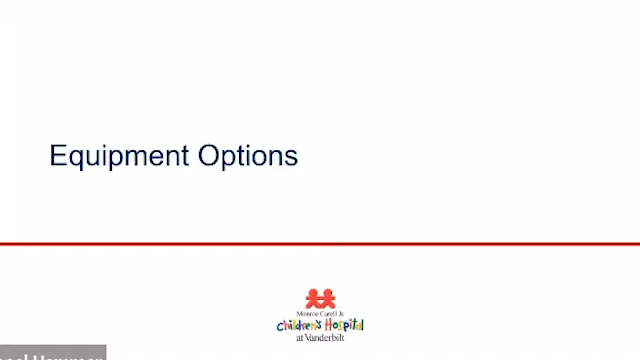 Equipment Options
Monroe Carell Jr.
Children's Hospital
at Vanderbilt